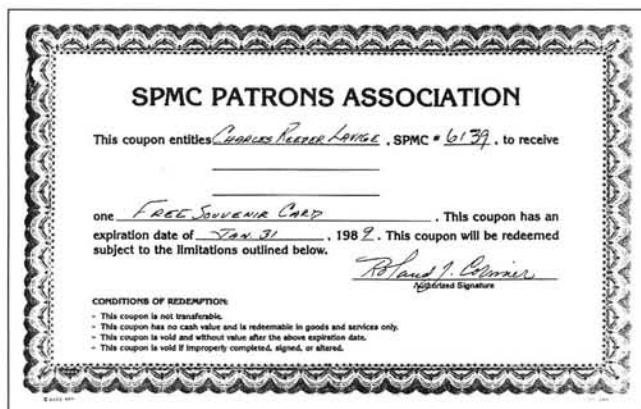 SPMC PATRONS ASSOCIATION
This coupon entitles CHARLES REEDER LAVIGE, SPMC # 6139, to receive
one FREE SOUVENIR CARD. This coupon has an
expiration date of JAN. 31, 1989. This coupon will be redeemed
subject to the limitations outlined below.
Authorized Signature
CONDITIONS OF REDEMPTION:
This coupon is not transferable.
This coupon has no cash value and is redeemable in goods and services only.
This coupon is void and without value after the above expiration date.
This coupon is void if improperly completed, signed, or altered.